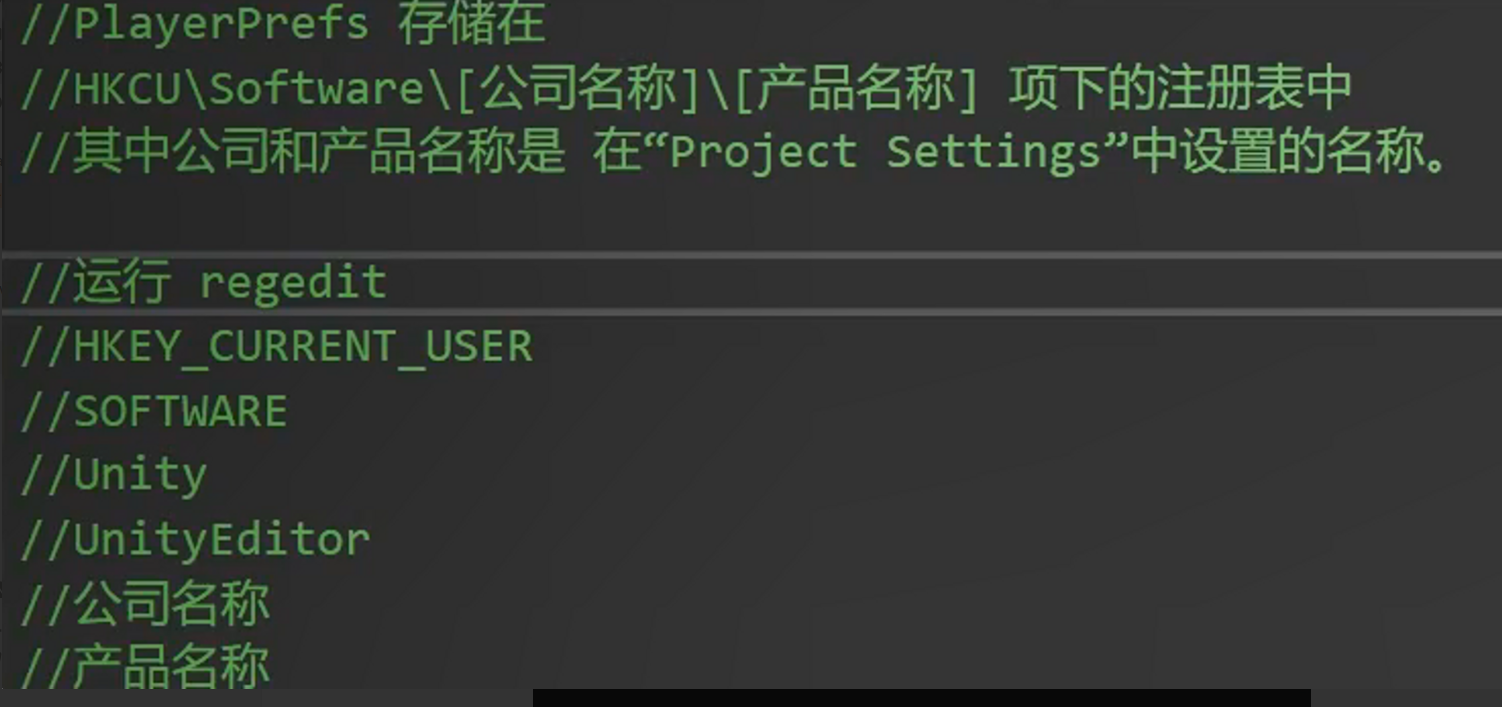 //PlayerPrefs 存储在
//HKCU\Software\[公司名称]\[产品名称] 项下的注册表中
//其中公司和产品名称是 在“Project Settings”中设置的名称。
//运行 regedit
//HKEY_CURRENT_USER
//SOFTWARE
//Unity
//UnityEditor
//公司名称
//产品名称